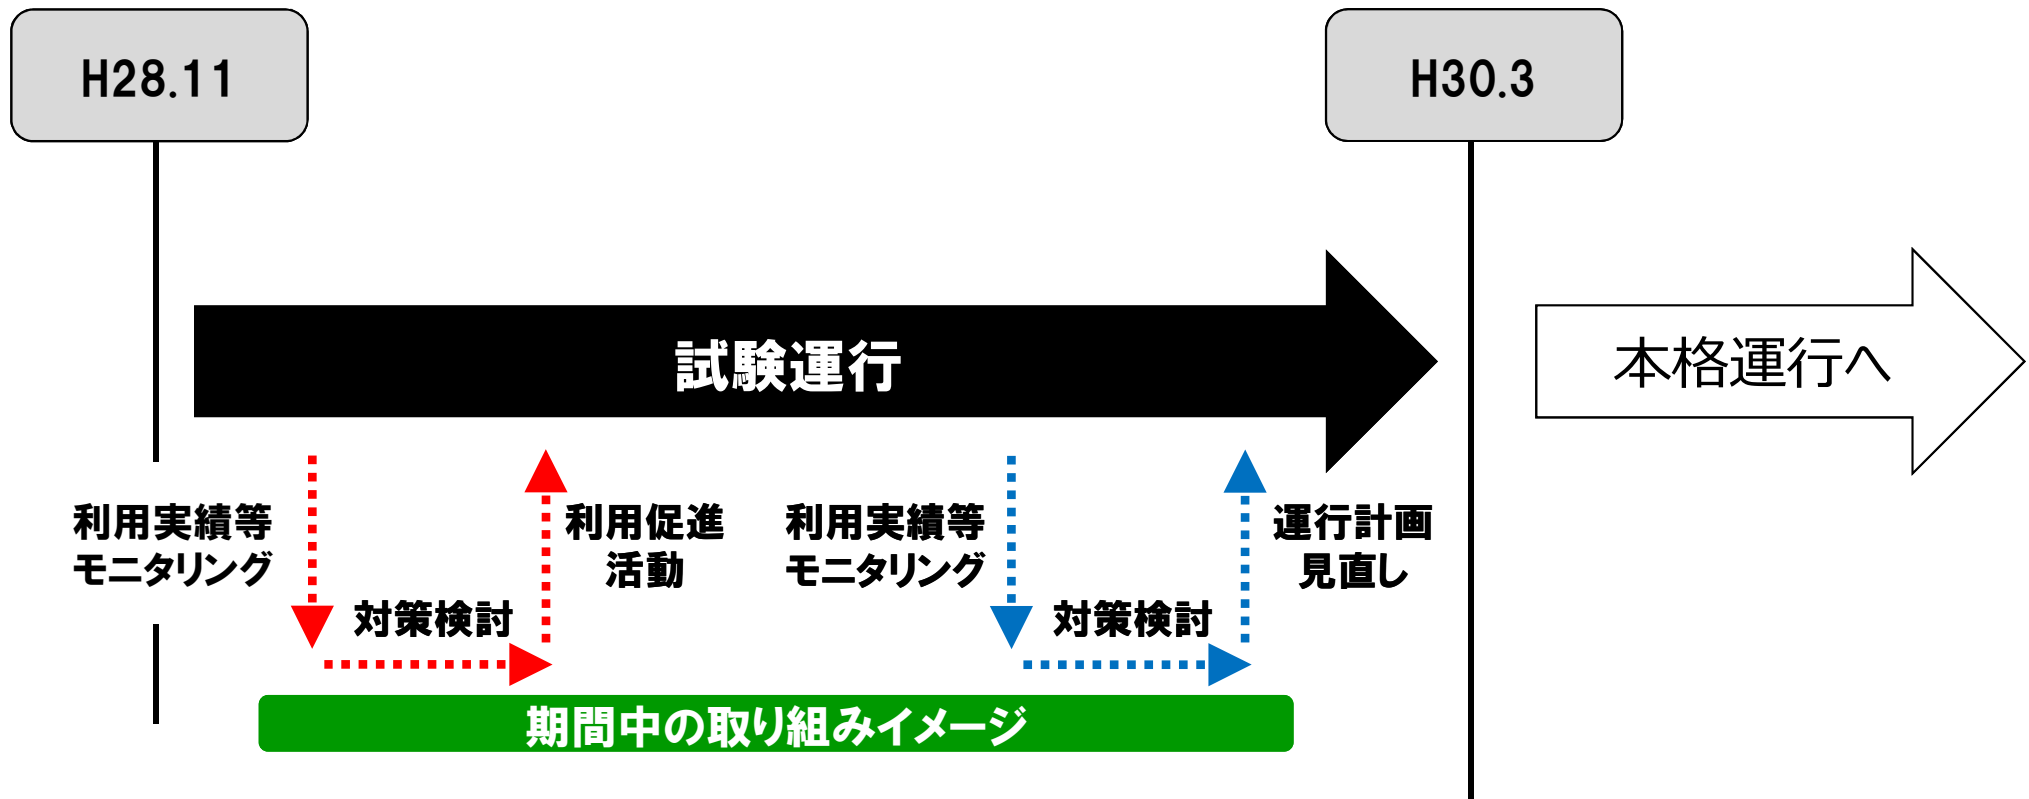 H28.11
H30.3
試験運行
本格運行へ
利用実績等
モニタリング
対策検討
利用促進
活動
利用実績等
モニタリング
対策検討
運行計画
見直し
期間中の取り組みイメージ